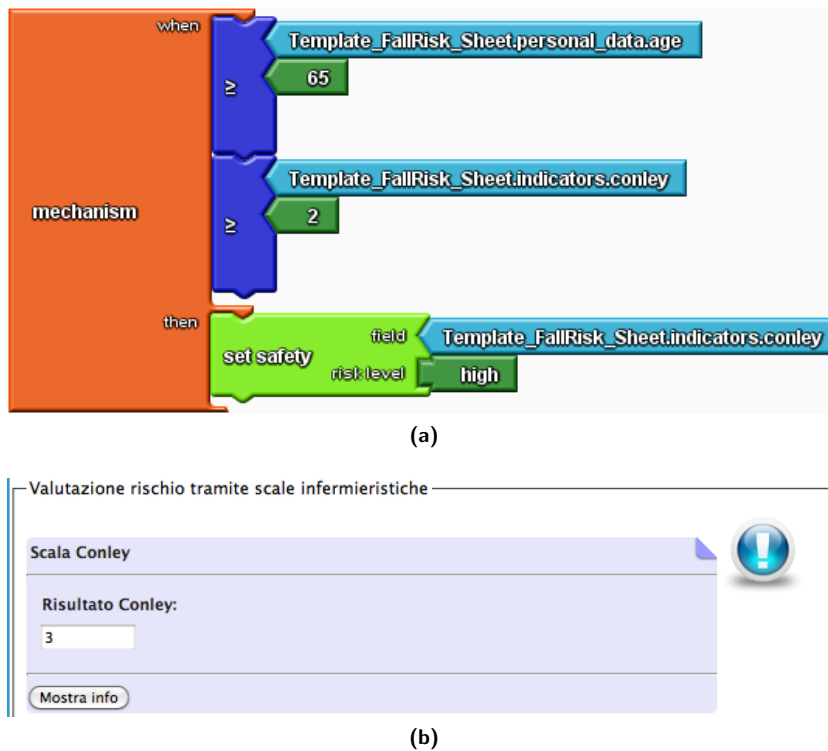 when
Template_FallRisk_Sheet.personal_data.age
≥
65
Template_FallRisk_Sheet.indicators.conley
mechanism
≥
2
then
field
Template_FallRisk_Sheet.indicators.conley
set safety
risk level
high
(a)
Valutazione rischio tramite scale infermieristiche
Scala Conley
Risultato Conley:
3
Mostra info
(b)